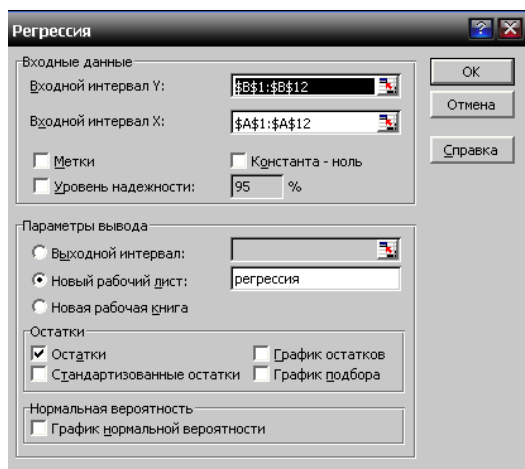 Регрессия
Входные данные
Входной интервал Y: $B$1:$B$12
Входной интервал X: $A$1:$A$12
Метки Константа - ноль
Уровень надежности: 95 %
OK
Отмена
Справка
Параметры вывода
Выходной интервал:
Новый рабочий лист: регрессия
Новая рабочая книга
Остатки
Остатки График остатков
Стандартизованные остатки График подбора
Нормальная вероятность
График нормальной вероятности